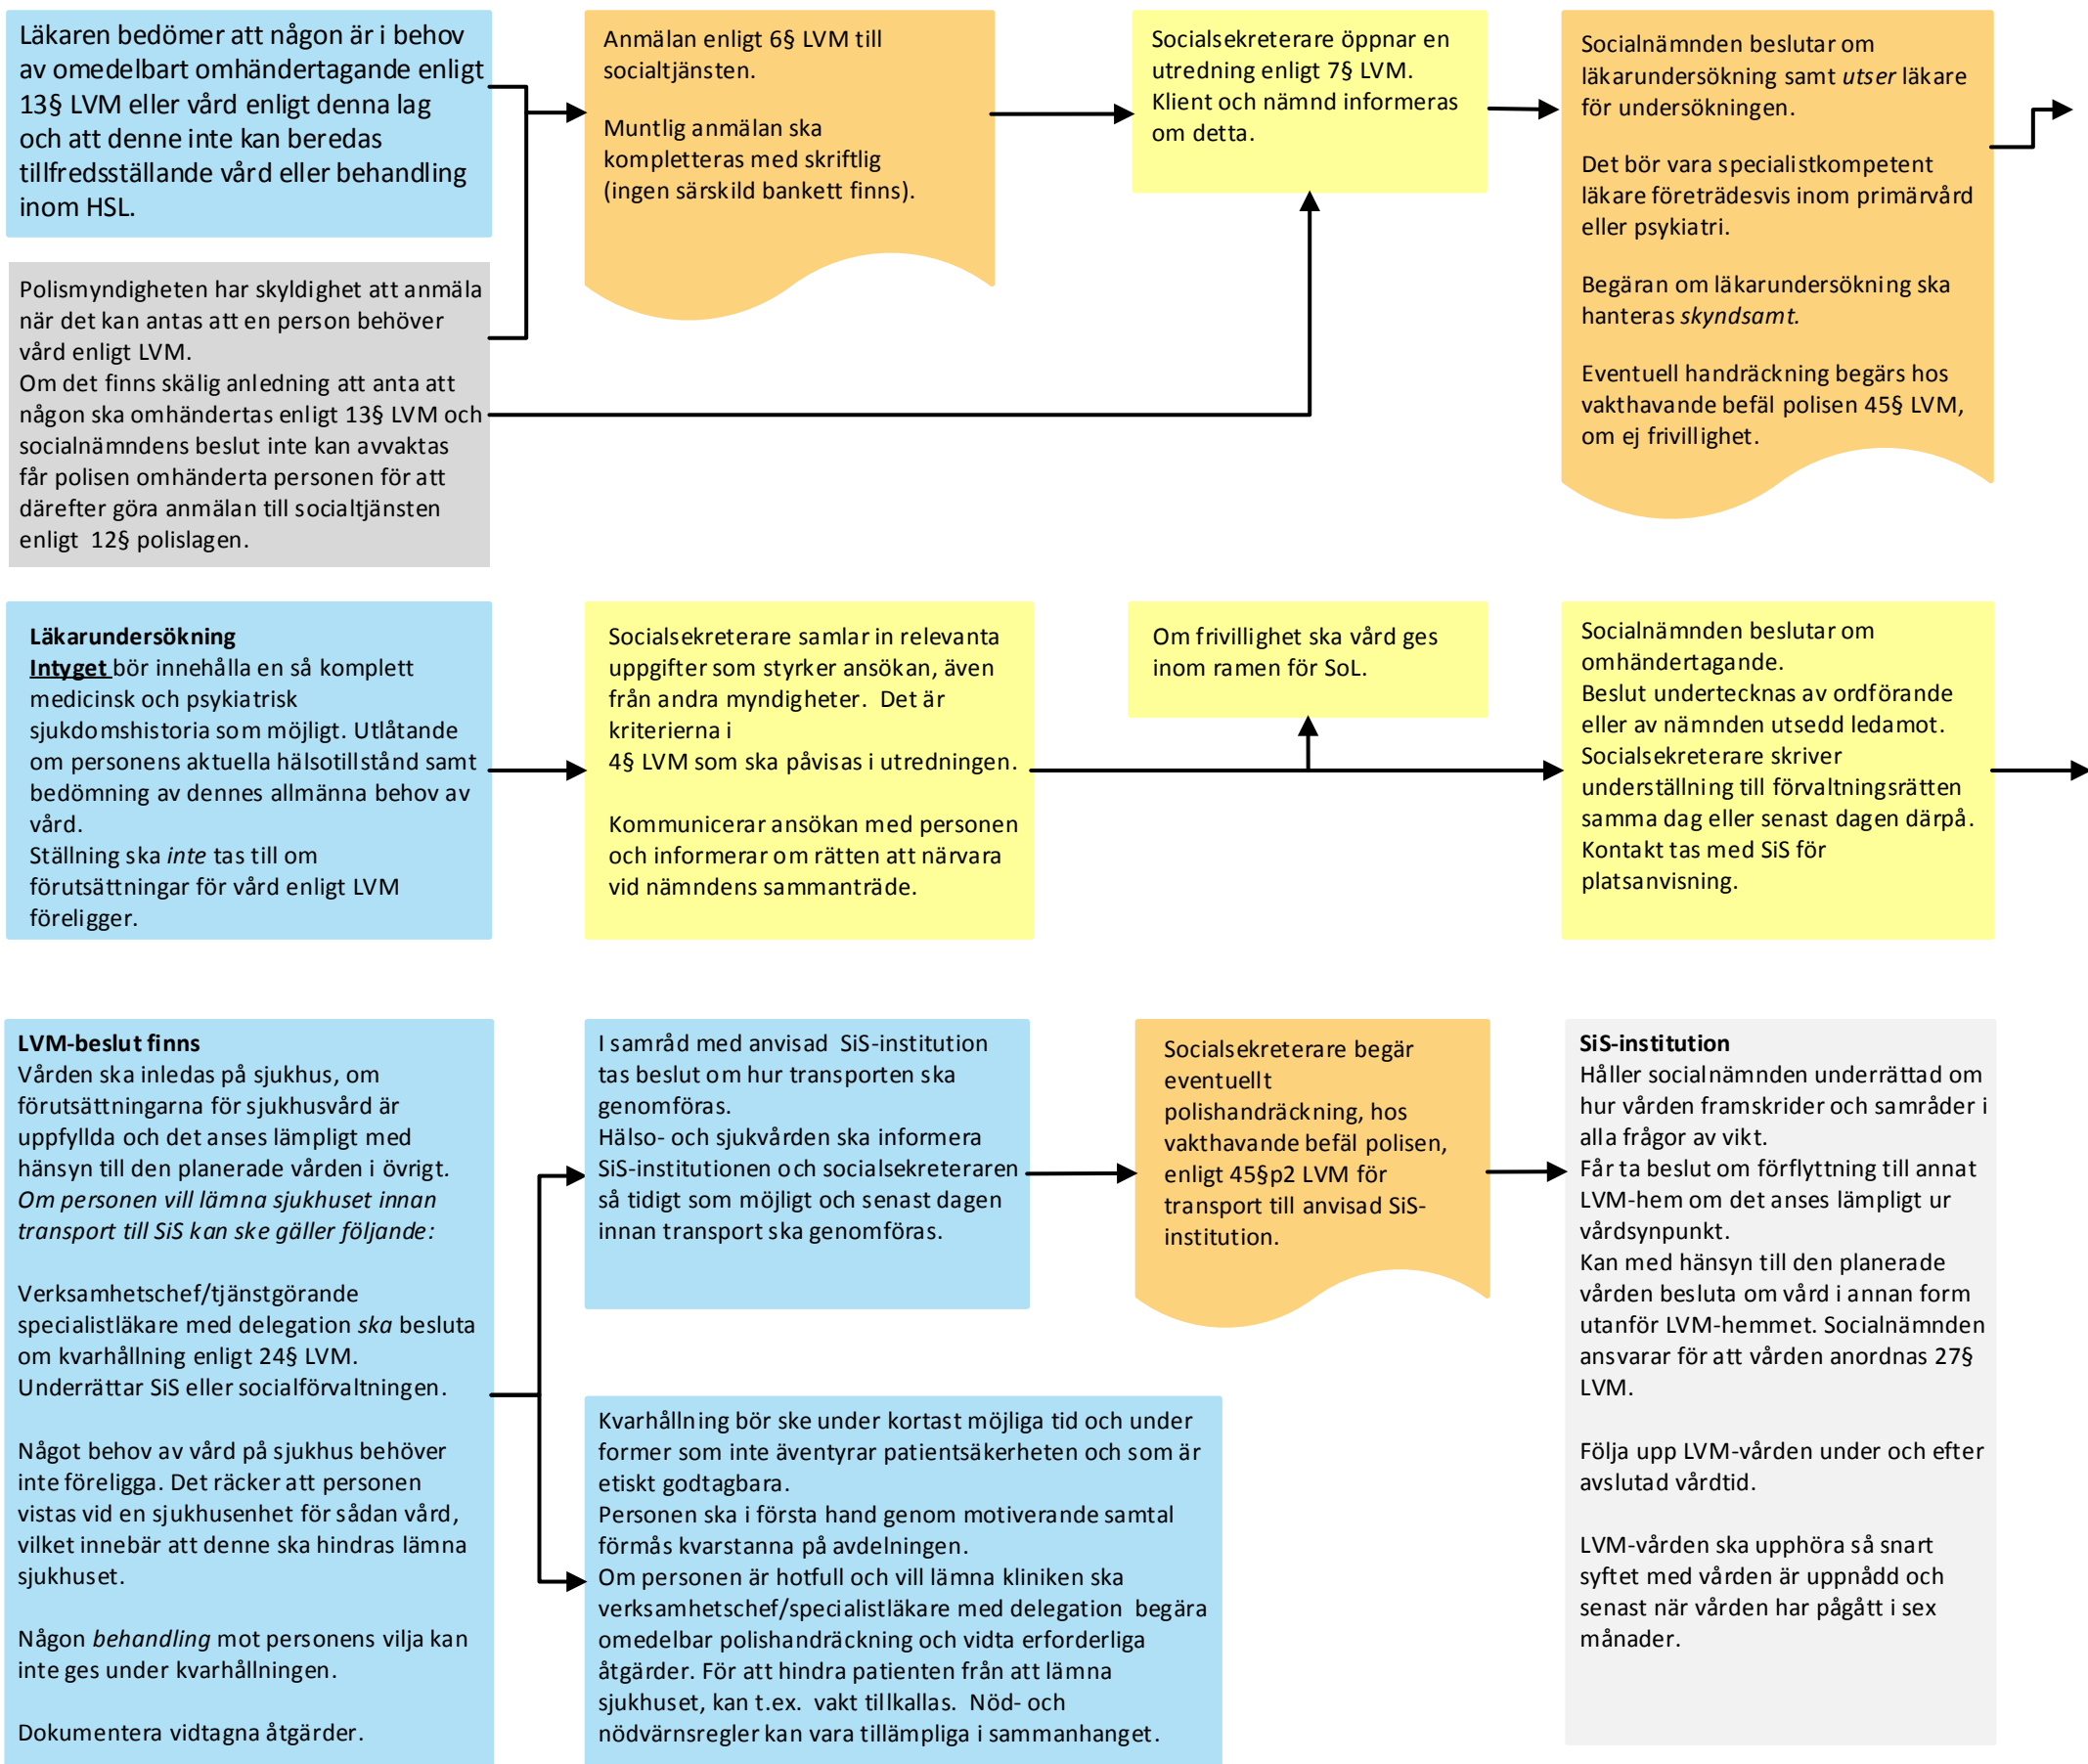 Läkaren bedömer att någon är i behov
av omedelbart omhändertagande enligt
13§ LVM eller vård enligt denna lag
och att denne inte kan beredas
tillfredsställande vård eller behandling
inom HSL.
Polismyndigheten har skyldighet att anmäla
när det kan antas att en person behöver
vård enligt LVM.
Om det finns skälig anledning att anta att
någon ska omhändertas enligt 13§ LVM och
socialnämndens beslut inte kan avvaktas
får polisen omhänderta personen för att
därefter göra anmälan till socialtjänsten
enligt 12§ polislagen.
Anmälan enligt 6§ LVM till
socialtjänsten.
Muntlig anmälan ska
kompletteras med skriftlig
(ingen särskild bankett finns).
Socialsekreterare öppnar en
utredning enligt 7§ LVM.
Klient och nämnd informeras
om detta.
Socialnämnden beslutar om
läkarundersökning samt utser läkare
för undersökningen.
Det bör vara specialistkompetent
läkare företrädesvis inom primärvård
eller psykiatri.
Begäran om läkarundersökning ska
hanteras skyndsamt.
Eventuell handräckning begärs hos
vakthavande befäl polisen 45§ LVM,
om ej frivillighet.
Läkarundersökning
Intyget bör innehålla en så komplett
medicinsk och psykiatrisk
sjukdomshistoria som möjligt. Utlåtande
om personens aktuella hälsotillstånd samt
bedömning av dennes allmänna behov av
vård.
Ställning ska inte tas till om
förutsättningar för vård enligt LVM
föreligger.
Socialsekreterare samlar in relevanta
uppgifter som styrker ansökan, även
från andra myndigheter. Det är
kriterierna i
4§ LVM som ska påvisas i utredningen.
Kommunicerar ansökan med personen
och informerar om rätten att närvara
vid nämndens sammanträde.
Om frivillighet ska vård ges
inom ramen för SoL.
Socialnämnden beslutar om
omhändertagande.
Beslut undertecknas av ordförande
eller av nämnden utsedd ledamot.
Socialsekreterare skriver
underställning till förvaltningsrätten
samma dag eller senast dagen därpå.
Kontakt tas med SiS för
platsanvisning.
LVM-beslut finns
Vården ska inledas på sjukhus, om
förutsättningarna för sjukhusvård är
uppfyllda och det anses lämpligt med
hänsyn till den planerade vården i övrigt.
Om personen vill lämna sjukhuset innan
transport till SiS kan ske gäller följande:
Verksamhetschef/tjänstgörande
specialistläkare med delegation ska besluta
om kvarhållning enligt 24§ LVM.
Underrättar SiS eller socialförvaltningen.
Något behov av vård på sjukhus behöver
inte föreligga. Det räcker att personen
vistas vid en sjukhusenhet för sådan vård,
vilket innebär att denne ska hindras lämna
sjukhuset.
Någon behandling mot personens vilja kan
inte ges under kvarhållningen.
Dokumentera vidtagna åtgärder.
I samråd med anvisad SiS-institution
tas beslut om hur transporten ska
genomföras.
Hälso- och sjukvården ska informera
SiS-institutionen och socialsekreteraren
så tidigt som möjligt och senast dagen
innan transport ska genomföras.
Kvarhållning bör ske under kortast möjliga tid och under
former som inte äventyrar patientsäkerheten och som är
etiskt godtagbara.
Personen ska i första hand genom motiverande samtal
förmås kvarstanna på avdelningen.
Om personen är hotfull och vill lämna kliniken ska
verksamhetschef/specialistläkare med delegation begära
omedelbar polishandräckning och vidta erforderliga
åtgärder. För att hindra patienten från att lämna
sjukhuset, kan t.ex. vakt tillkallas. Nöd- och
nödvärnsregler kan vara tillämpliga i sammanhanget.
Socialsekreterare begär
eventuellt
polishandräckning, hos
vakthavande befäl polisen,
enligt 45§p2 LVM för
transport till anvisad SiS-
institution.
SiS-institution
Håller socialnämnden underrättad om
hur vården framskrider och samråder i
alla frågor av vikt.
Får ta beslut om förflyttning till annat
LVM-hem om det anses lämpligt ur
vårdsynpunkt.
Kan med hänsyn till den planerade
vården besluta om vård i annan form
utanför LVM-hemmet. Socialnämnden
ansvarar för att vården anordnas 27§
LVM.
Följa upp LVM-vården under och efter
avslutad vårdtid.
LVM-vården ska upphöra så snart
syftet med vården är uppnådd och
senast när vården har pågått i sex
månader.